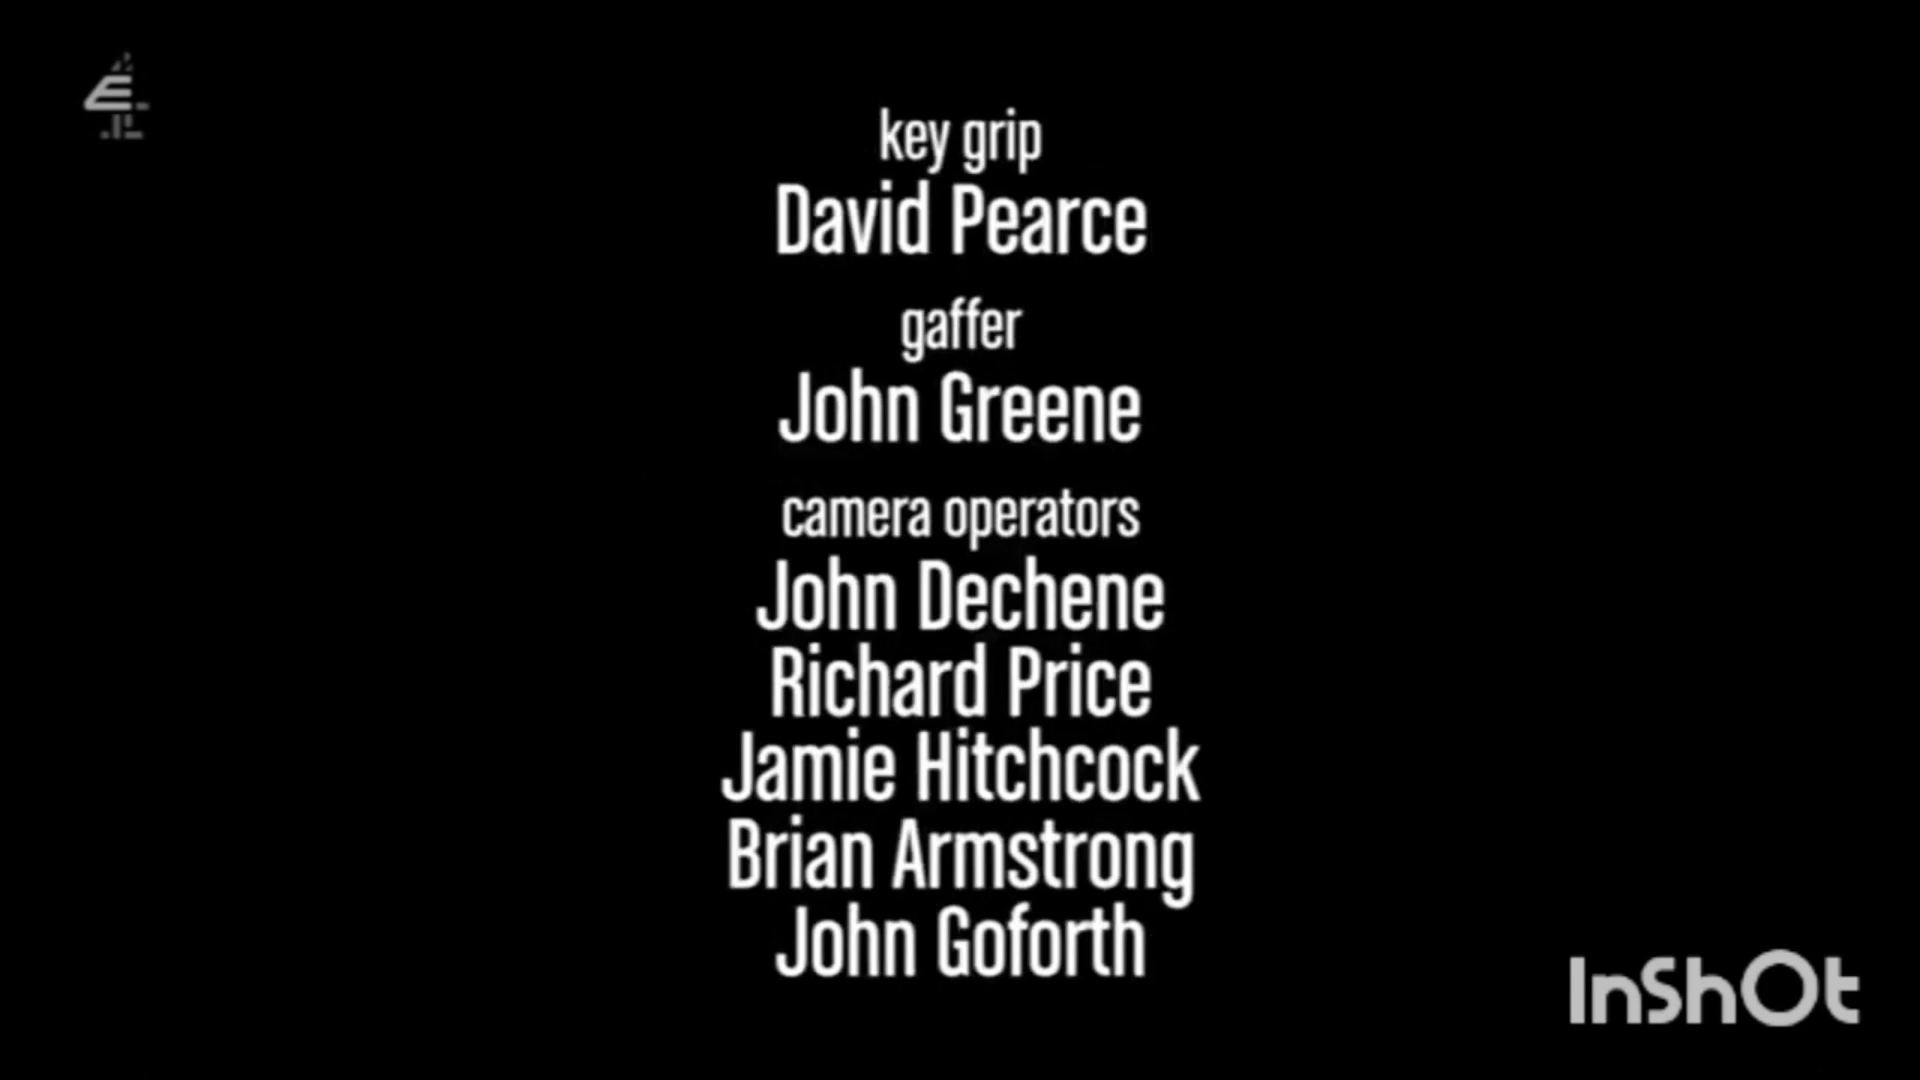 key grip
David Pearce
gaffer
John Greene
camera operators
John Dechene
Richard Price
Jamie Hitchcock
Brian Armstrong
John Goforth
InShOt